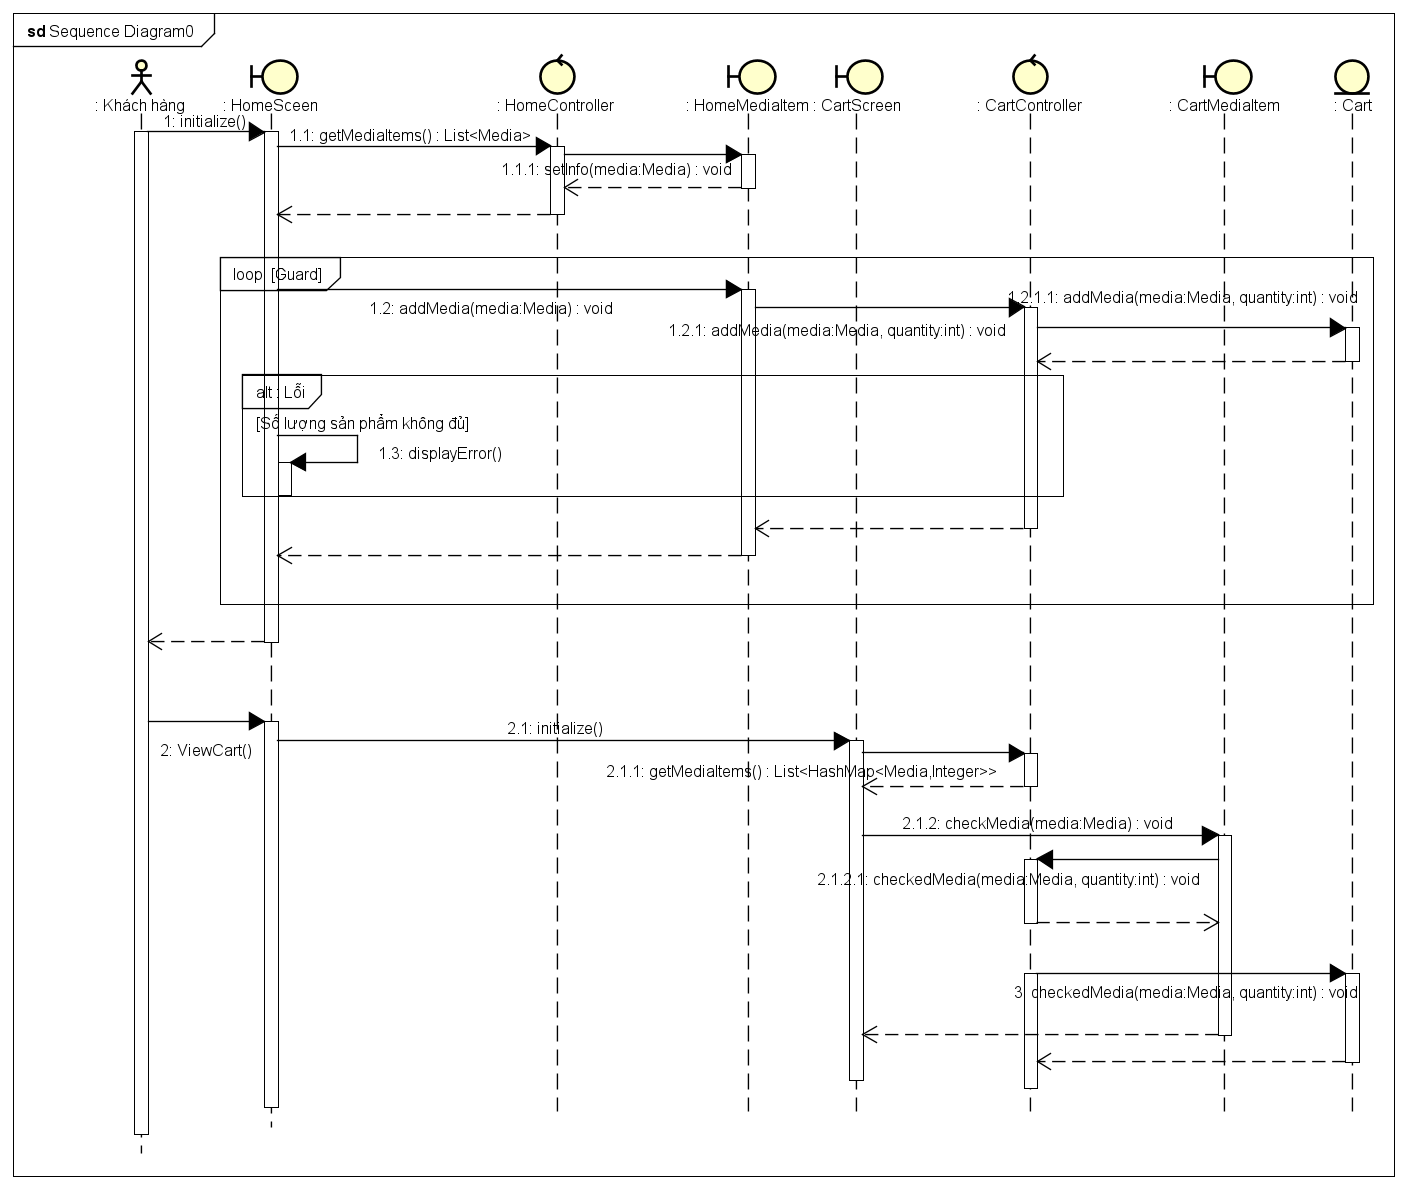 sd Sequence Diagram0
: Khách hàng
: HomeSceen
: HomeController
: HomeMediaItem
: CartScreen
: CartController
: CartMediaItem
: Cart
1: initialize()
1.1: getMediaItems() : List<Media>
1.1.1: setInfo(media:Media) : void
loop [Guard]
1.2: addMedia(media:Media) : void
1.2.1: addMedia(media:Media, quantity:int) : void
1.2.1.1: addMedia(media:Media, quantity:int) : void
alt : Lỗi
[Số lượng sản phẩm không đủ]
1.3: displayError()
2: ViewCart()
2.1: initialize()
2.1.1: getMediaItems() : List<HashMap<Media,Integer>>
2.1.2: checkMedia(media:Media) : void
2.1.2.1: checkedMedia(media:Media, quantity:int) : void
3: checkedMedia(media:Media, quantity:int) : void